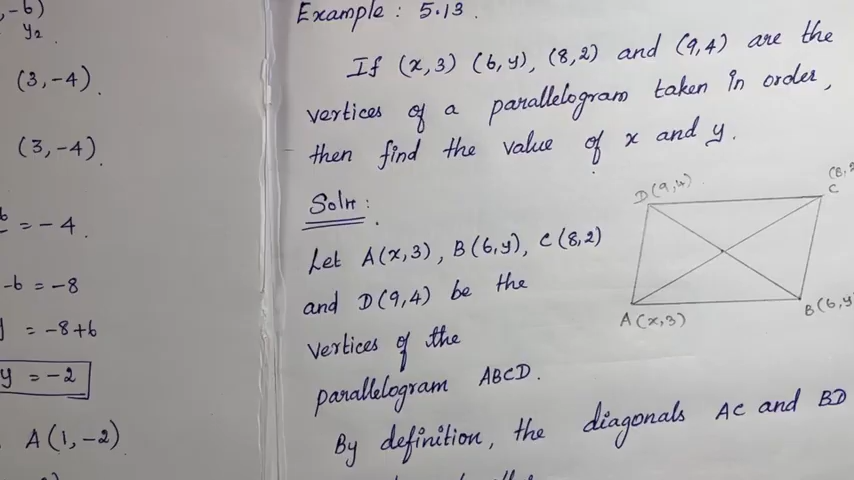 , -6)
y2
(3, -4).
(3, -4).
= -4.
-6 = -8
= -8+6
y = -2
A(1, -2)
Example : 5.13.
If (x,3) (6,y), (8,2) and (9,4) are the
vertices of a parallelogram taken in order,
then find the value of x and y.
Soln :
Let A(x,3), B(6,y), C(8,2)
and D(9,4) be the
vertices of the
parallelogram ABCD.
D(9,4)
(8,2
C
A(x,3)
B(6,y)
By definition, the diagonals AC and BD